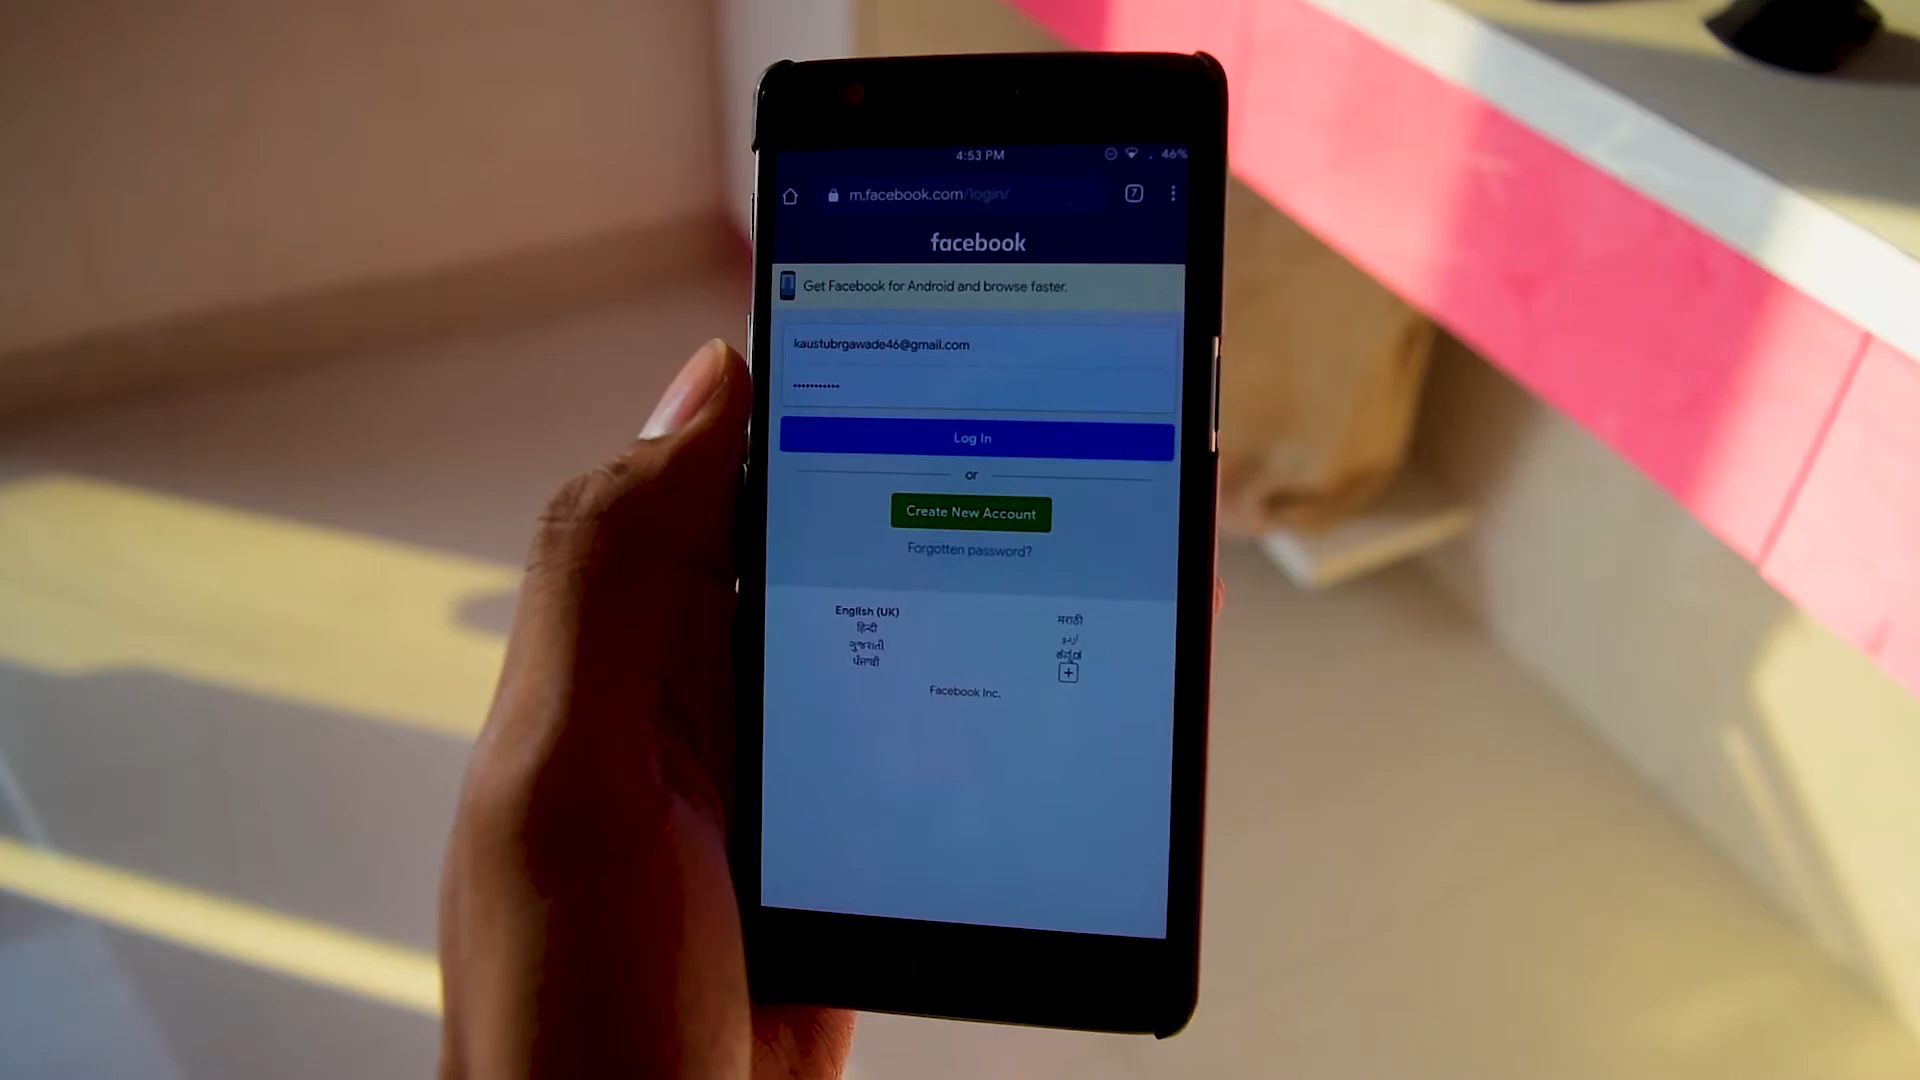 4:53 PM 46%
m.facebook.com/login/ 7
facebook
Get Facebook for Android and browse faster.
kaustubrgawade46@gmail.com
•••••••••••
Log In
or
Create New Account
Forgotten password?
English (UK) मराठी
हिन्दी اردو
ગુજરાતી ಕನ್ನಡ
ਪੰਜਾਬੀ +
Facebook Inc.